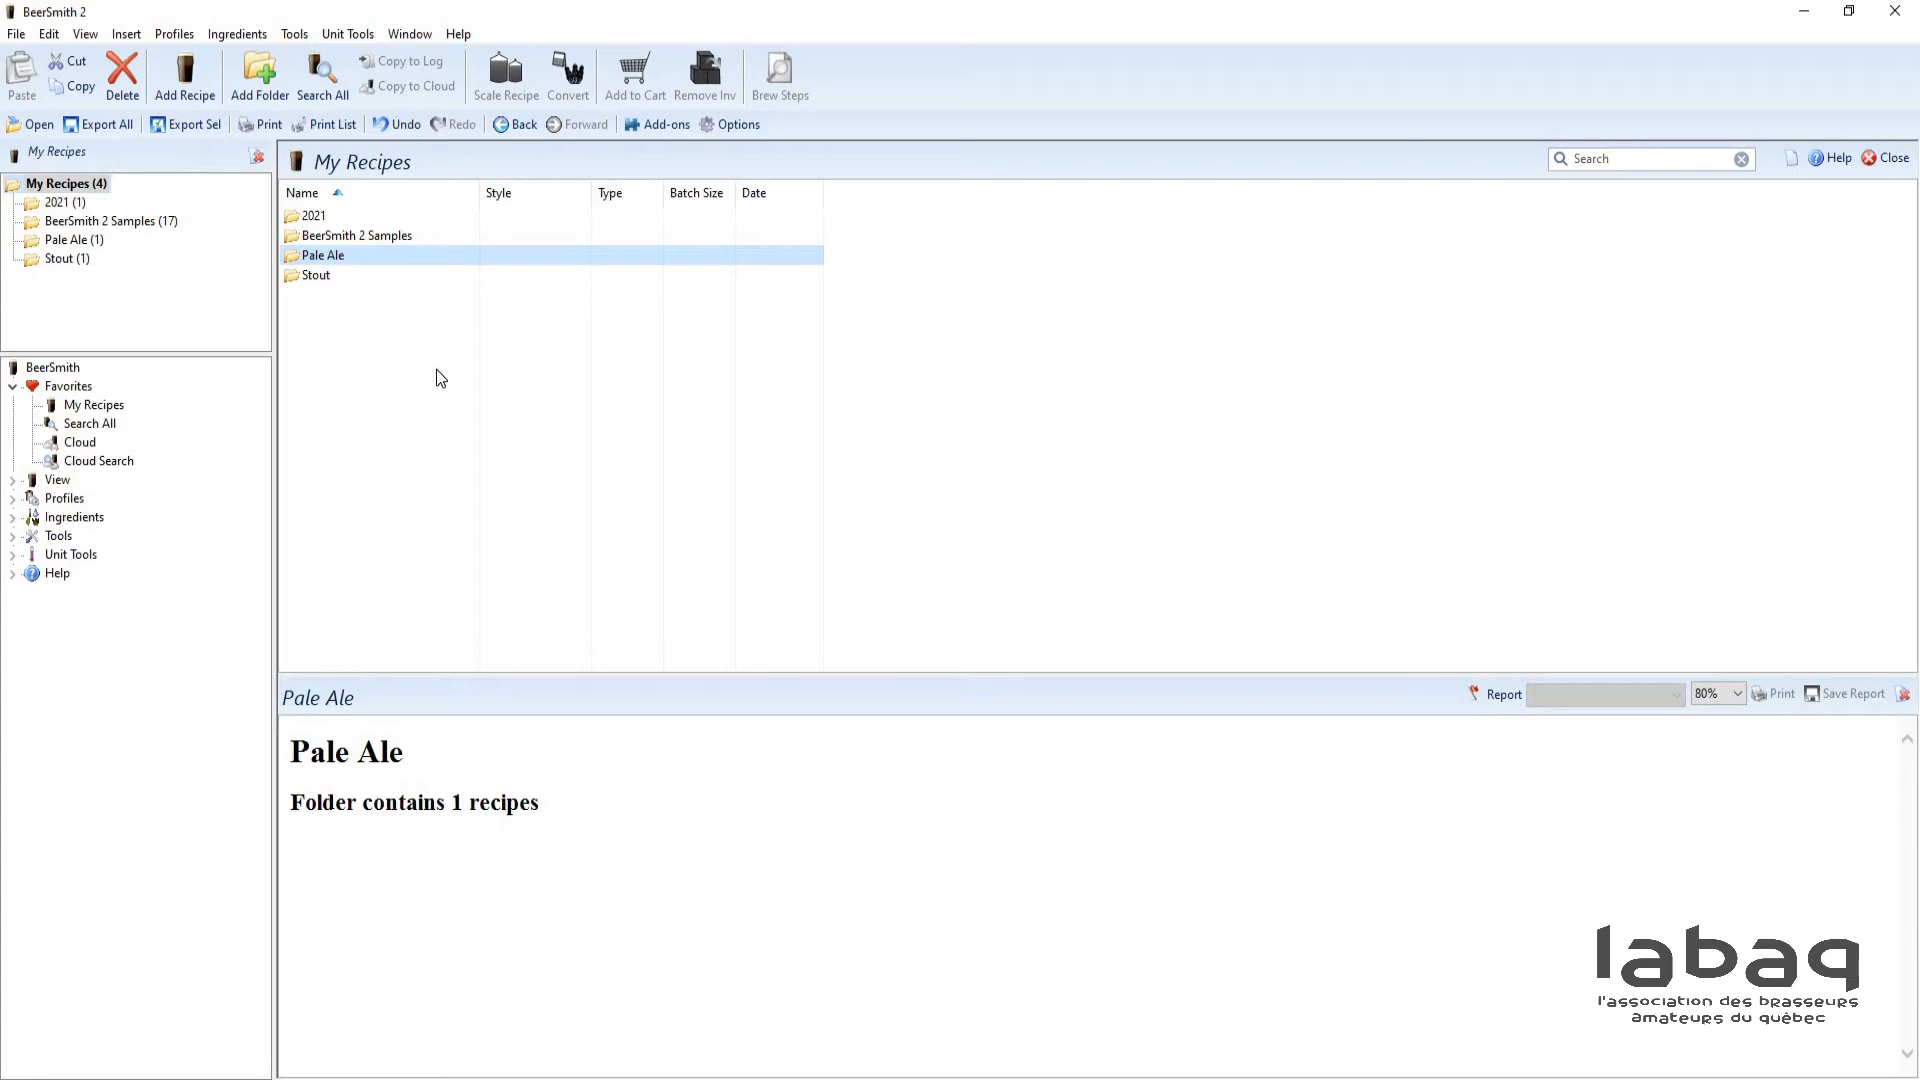 BeerSmith 2
File Edit View Insert Profiles Ingredients Tools Unit Tools Window Help
Paste Cut Copy Delete Add Recipe Add Folder Search All Copy to Log Copy to Cloud Scale Recipe Convert Add to Cart Remove Inv Brew Steps
Open Export All Export Sel Print Print List Undo Redo Back Forward Add-ons Options
My Recipes
My Recipes (4)
2021 (1)
BeerSmith 2 Samples (17)
Pale Ale (1)
Stout (1)
BeerSmith
Favorites
My Recipes
Search All
Cloud
Cloud Search
View
Profiles
Ingredients
Tools
Unit Tools
Help
My Recipes Search Help Close
Name Style Type Batch Size Date
2021
BeerSmith 2 Samples
Pale Ale
Stout
Pale Ale Report 80% Print Save Report
Pale Ale
Folder contains 1 recipes
labaq
l'association des brasseurs
amateurs du québec